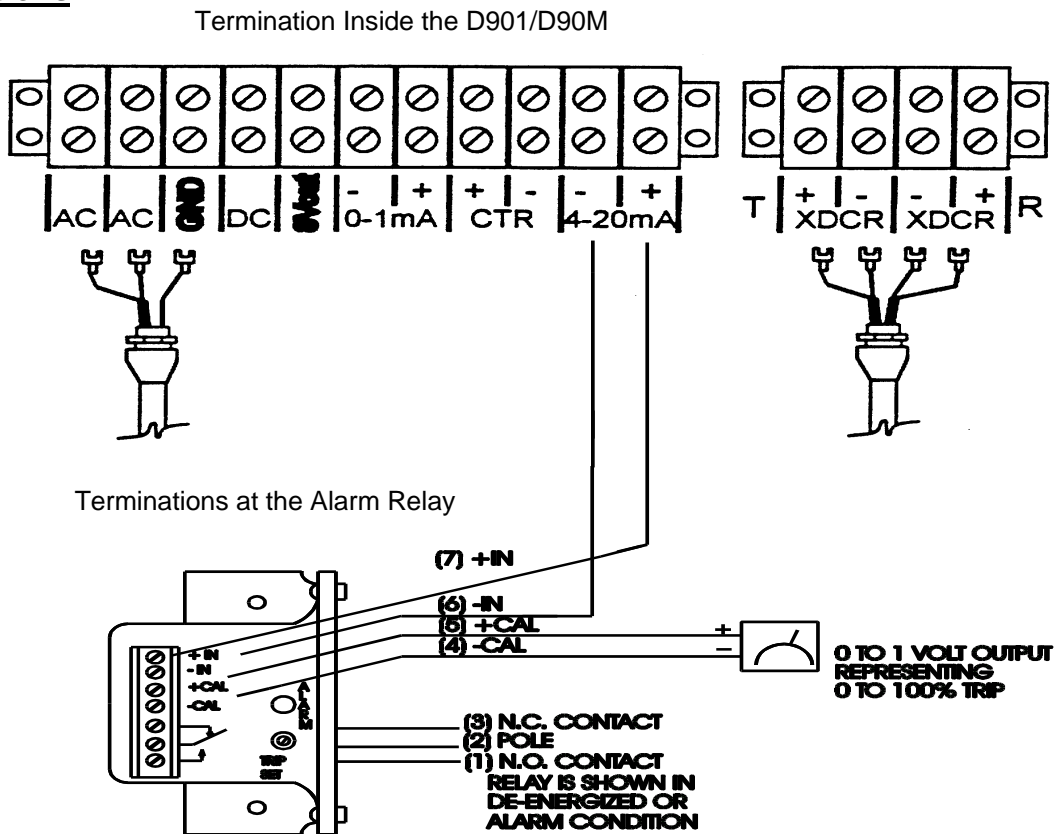 Termination Inside the D901/D90M
- + + - - +
AC AC GND DC 0-1mA CTR 4-20mA
T + - - + R
XDCR XDCR
Terminations at the Alarm Relay
(7) +IN
(6) -IN
(5) +CAL
(4) -CAL
+
-
0 TO 1 VOLT OUTPUT
REPRESENTING
0 TO 100% TRIP
+ IN
- IN
+CAL
-CAL
ALARM
TRIP
SET
(3) N.C. CONTACT
(2) POLE
(1) N.O. CONTACT
RELAY IS SHOWN IN
DE-ENERGIZED OR
ALARM CONDITION